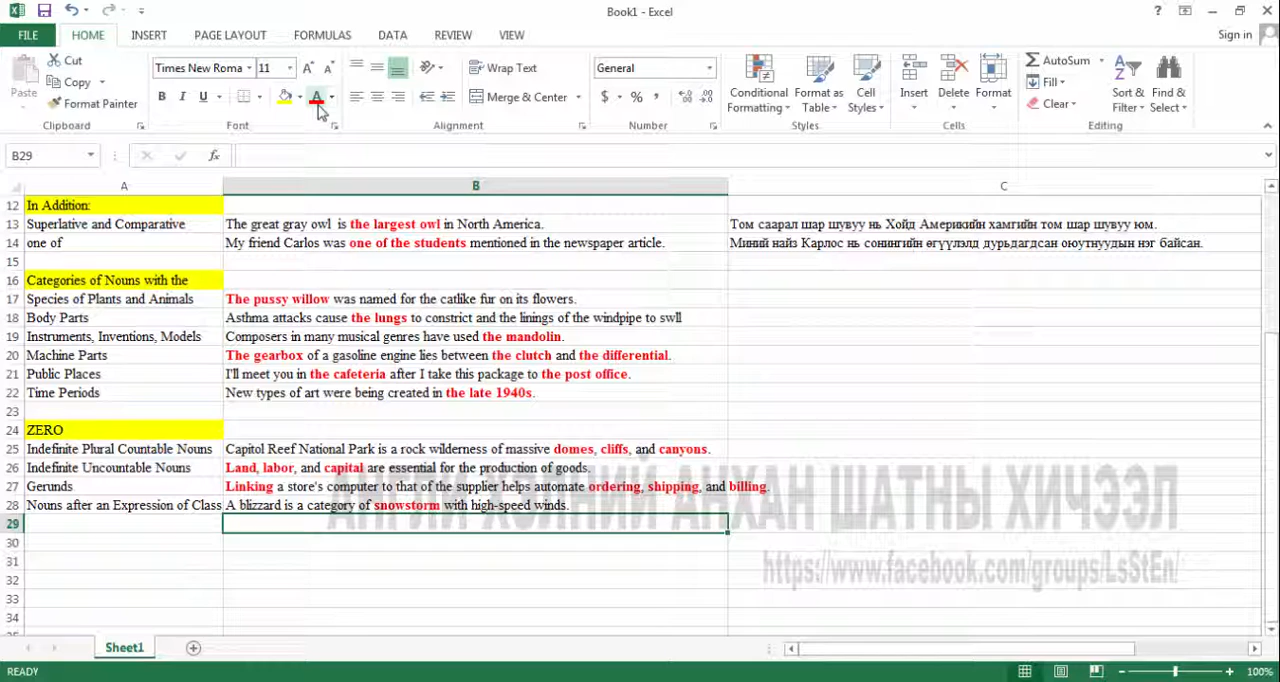 Book1 - Excel
Sign in
FILE HOME INSERT PAGE LAYOUT FORMULAS DATA REVIEW VIEW
Paste Cut Copy Format Painter
Times New Roma 11
B I U
Wrap Text
Merge & Center
General
$ % ,
Conditional Formatting
Format as Table
Cell Styles
Insert Delete Format
AutoSum
Fill
Clear
Sort & Filter
Find & Select
Clipboard Font Alignment Number Styles Cells Editing
B29 fx
A B C
12 In Addition:
13 Superlative and Comparative The great gray owl is the largest owl in North America. Том саарал шар шувуу нь Хойд Америкийн хамгийн том шар шувуу юм.
14 one of My friend Carlos was one of the students mentioned in the newspaper article. Миний найз Карлос нь сонингийн өгүүлэлд дурьдагдсан оюутнуудын нэг байсан.
15
16 Categories of Nouns with the
17 Species of Plants and Animals The pussy willow was named for the catlike fur on its flowers.
18 Body Parts Asthma attacks cause the lungs to constrict and the linings of the windpipe to swll
19 Instruments, Inventions, Models Composers in many musical genres have used the mandolin.
20 Machine Parts The gearbox of a gasoline engine lies between the clutch and the differential.
21 Public Places I'll meet you in the cafeteria after I take this package to the post office.
22 Time Periods New types of art were being created in the late 1940s.
23
24 ZERO
25 Indefinite Plural Countable Nouns Capitol Reef National Park is a rock wilderness of massive domes, cliffs, and canyons.
26 Indefinite Uncountable Nouns Land, labor, and capital are essential for the production of goods.
27 Gerunds Linking a store's computer to that of the supplier helps automate ordering, shipping, and billing.
28 Nouns after an Expression of Class A blizzard is a category of snowstorm with high-speed winds.
29
30
31
32
33
34
АНГЛИ ХЭЛНИЙ АНХАН ШАТНЫ ХИЧЭЭЛ
https://www.facebook.com/groups/LsStEn/
Sheet1
READY 100%